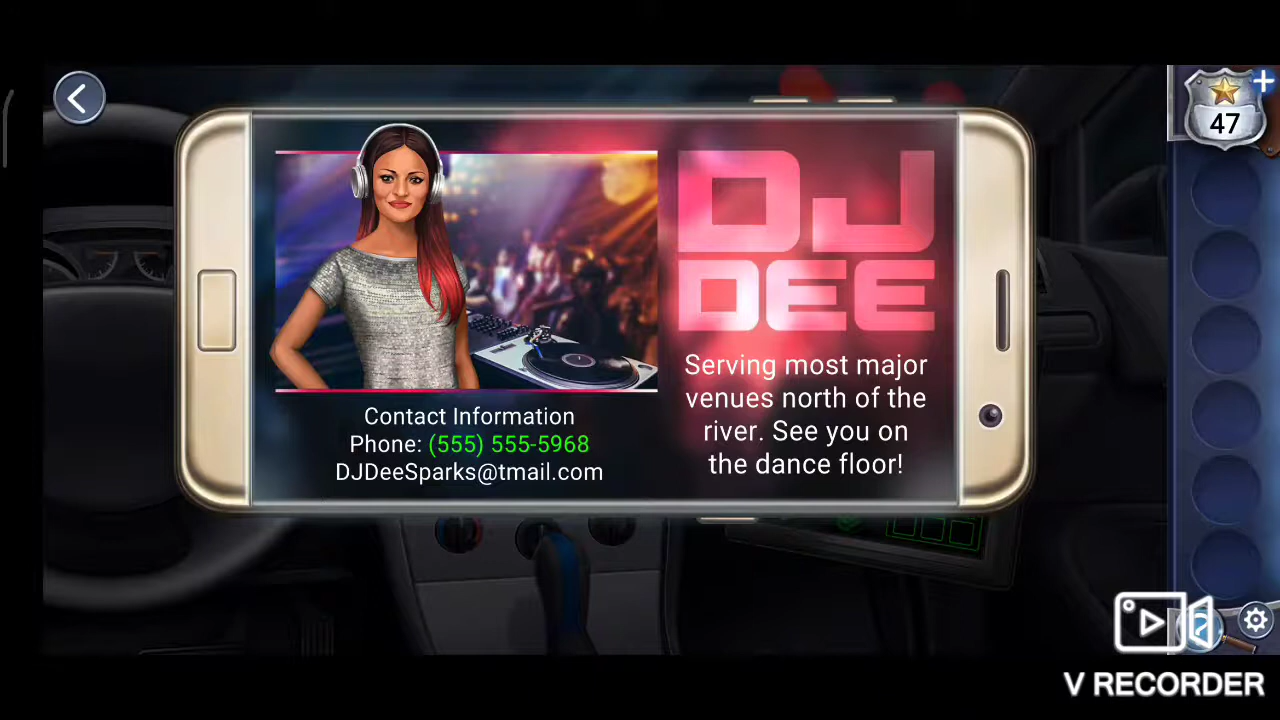 47
DJ
DEE
Serving most major
venues north of the
river. See you on
the dance floor!
Contact Information
Phone: (555) 555-5968
DJDeeSparks@tmail.com
V RECORDER